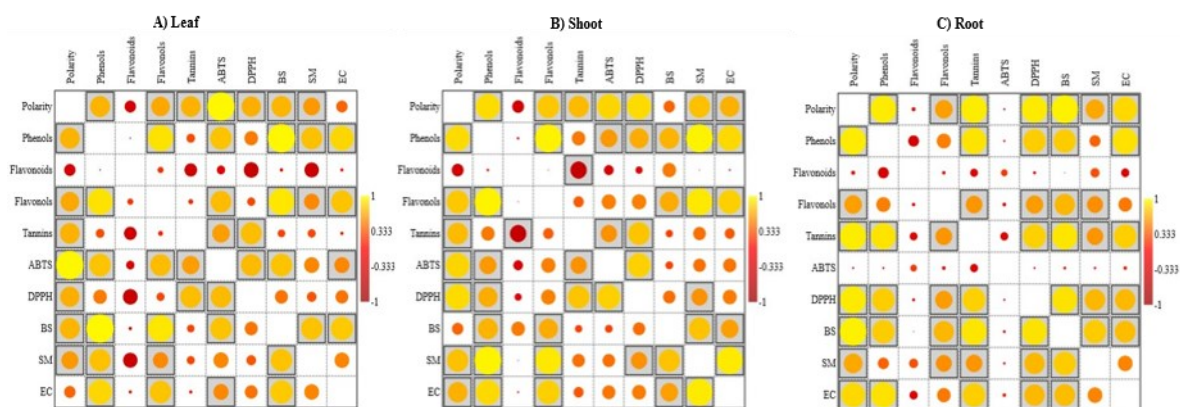 A) Leaf
B) Shoot
C) Root
Polarity Phenols Flavonoids Flavonols Tannins ABTS DPPH BS SM EC
Polarity Phenols Flavonoids Flavonols Tannins ABTS DPPH BS SM EC
Polarity Phenols Flavonoids Flavonols Tannins ABTS DPPH BS SM EC
Polarity
Phenols
Flavonoids
Flavonols
Tannins
ABTS
DPPH
BS
SM
EC
1
0.333
-0.333
-1
Polarity
Phenols
Flavonoids
Flavonols
Tannins
ABTS
DPPH
BS
SM
EC
1
0.333
-0.333
-1
Polarity
Phenols
Flavonoids
Flavonols
Tannins
ABTS
DPPH
BS
SM
EC
1
0.333
-0.333
-1